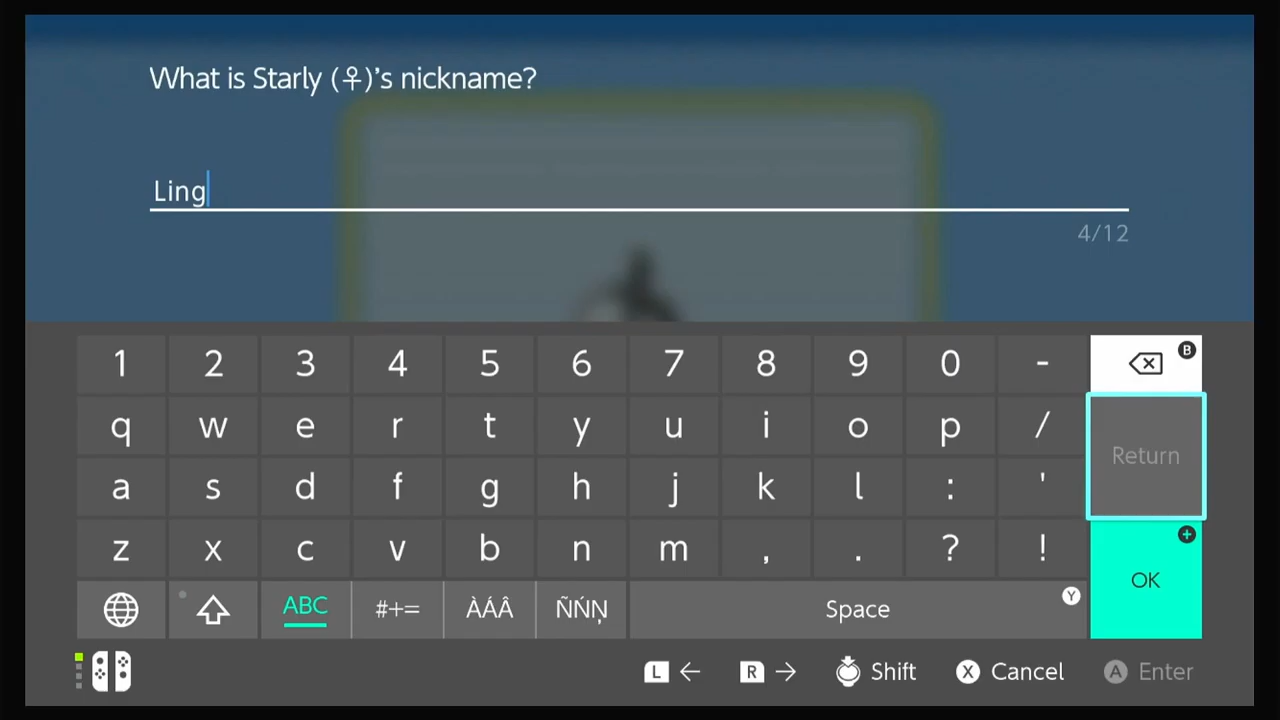 What is Starly (♀)'s nickname?
Ling
4/12
1 2 3 4 5 6 7 8 9 0 - B
q w e r t y u i o p / Return
a s d f g h j k l : '
z x c v b n m , . ? ! + OK
ABC #+= ÀÁÂ ÑŃŅ Space Y
L ← R → Shift X Cancel A Enter